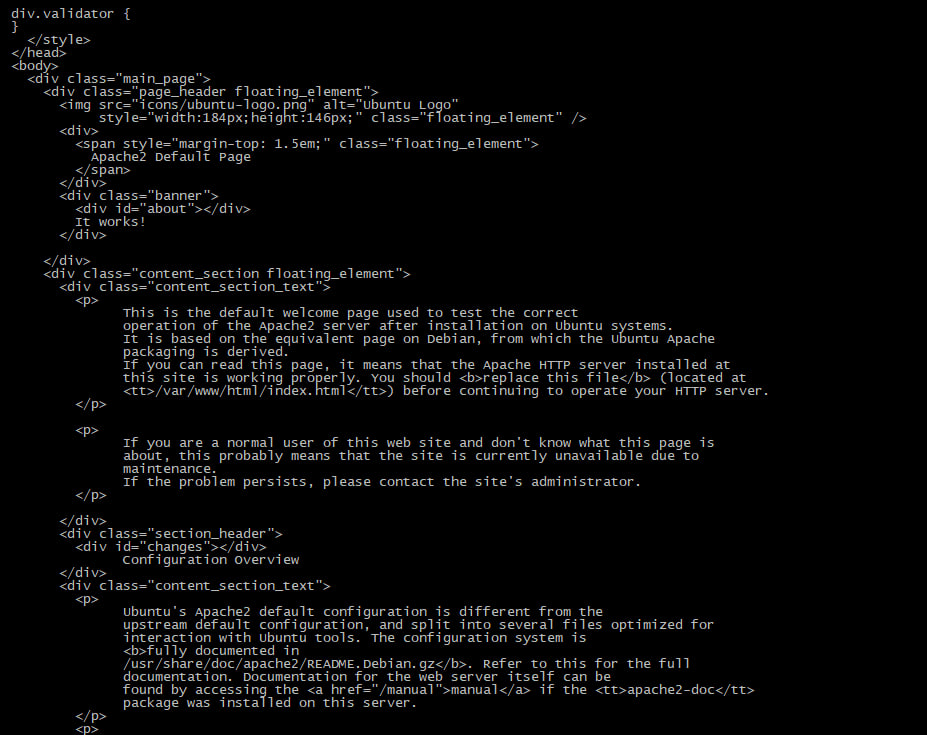 div.validator {
}
  </style>
</head>
<body>
  <div class="main_page">
    <div class="page_header floating_element">
      <img src="icons/ubuntu-logo.png" alt="Ubuntu Logo"
           style="width:184px;height:146px;" class="floating_element" />
      <div>
        <span style="margin-top: 1.5em;" class="floating_element">
          Apache2 Default Page
        </span>
      </div>
      <div class="banner">
        <div id="about"></div>
        It works!
      </div>

    </div>
    <div class="content_section floating_element">
      <div class="content_section_text">
        <p>
              This is the default welcome page used to test the correct
              operation of the Apache2 server after installation on Ubuntu systems.
              It is based on the equivalent page on Debian, from which the Ubuntu Apache
              packaging is derived.
              If you can read this page, it means that the Apache HTTP server installed at
              this site is working properly. You should <b>replace this file</b> (located at
              <tt>/var/www/html/index.html</tt>) before continuing to operate your HTTP server.
        </p>

        <p>
              If you are a normal user of this web site and don't know what this page is
              about, this probably means that the site is currently unavailable due to
              maintenance.
              If the problem persists, please contact the site's administrator.
        </p>

      </div>
      <div class="section_header">
        <div id="changes"></div>
              Configuration Overview
      </div>
      <div class="content_section_text">
        <p>
              Ubuntu's Apache2 default configuration is different from the
              upstream default configuration, and split into several files optimized for
              interaction with Ubuntu tools. The configuration system is
              <b>fully documented in
              /usr/share/doc/apache2/README.Debian.gz</b>. Refer to this for the full
              documentation. Documentation for the web server itself can be
              found by accessing the <a href="/manual">manual</a> if the <tt>apache2-doc</tt>
              package was installed on this server.
        </p>
        <p>